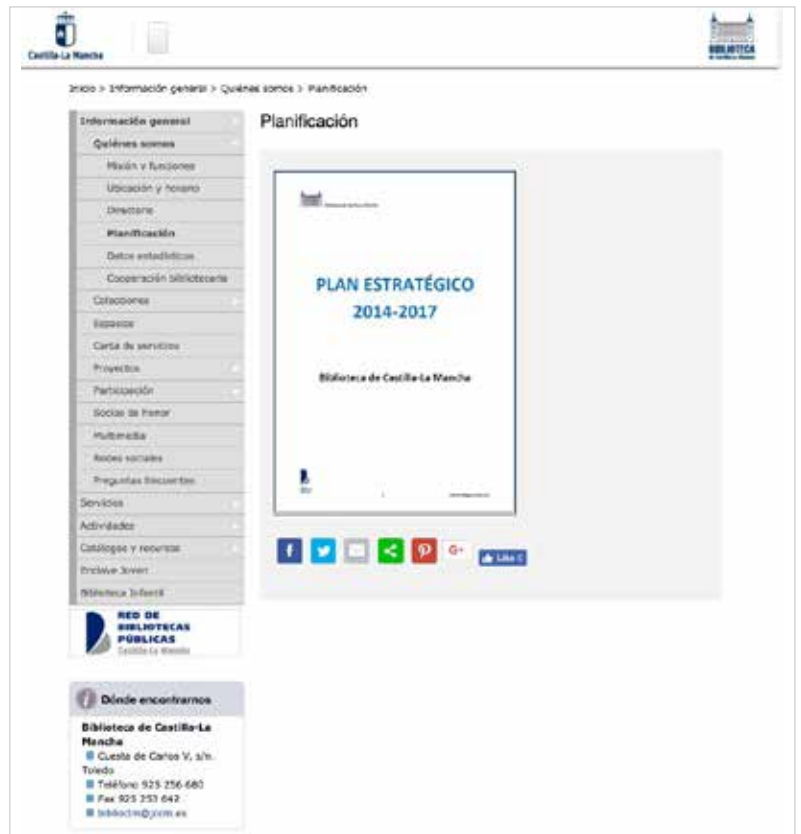 Castilla-La Mancha
BIBLIOTECA
Inicio > Información general > Quiénes somos > Planificación
Información general
Quiénes somos
Misión y funciones
Ubicación y horario
Directorio
Planificación
Datos estadísticos
Cooperación bibliotecaria
Colecciones
Espacios
Carta de servicios
Proyectos
Participación
Socios de honor
Multimedia
Redes sociales
Preguntas frecuentes
Servicios
Actividades
Catálogos y recursos
Enclave Joven
Biblioteca Infantil
Planificación
PLAN ESTRATÉGICO
2014-2017
Biblioteca de Castilla-La Mancha
G+
Like 0
RED DE
BIBLIOTECAS
PÚBLICAS
Castilla-La Mancha
Dónde encontrarnos
Biblioteca de Castilla-La
Mancha
Cuesta de Carlos V, s/n.
Toledo
Teléfono 925 256 680
Fax 925 253 642